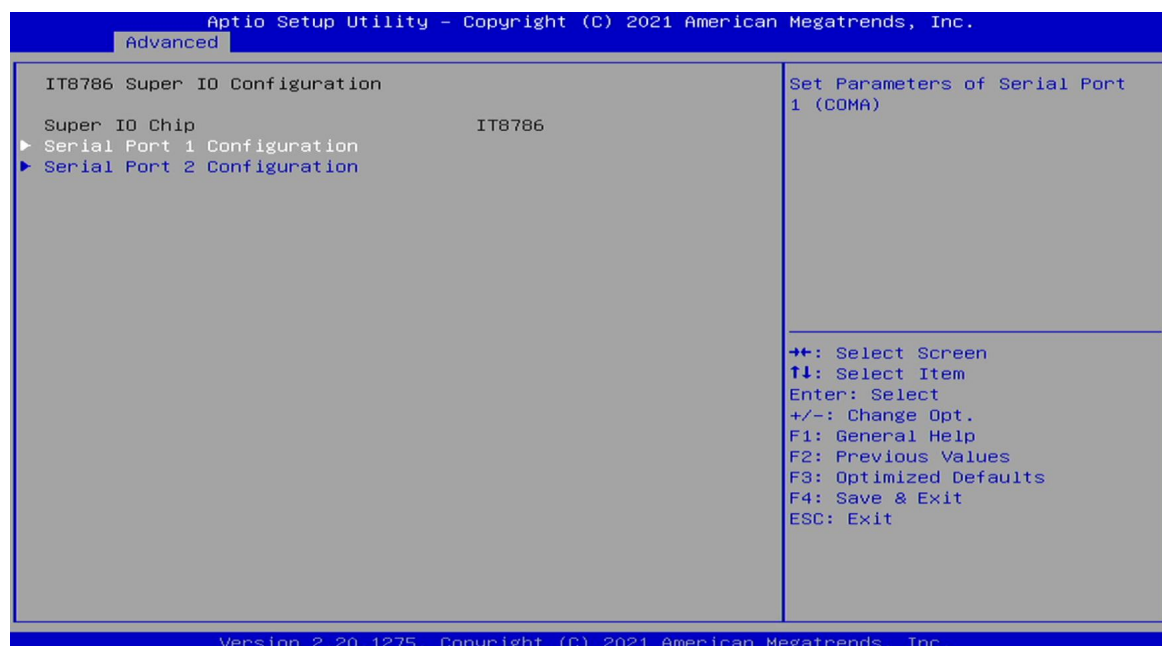 Aptio Setup Utility – Copyright (C) 2021 American Megatrends, Inc.
Advanced
IT8786 Super IO Configuration
Super IO Chip IT8786
▶ Serial Port 1 Configuration
▶ Serial Port 2 Configuration
Set Parameters of Serial Port
1 (COMA)
→←: Select Screen
↑↓: Select Item
Enter: Select
+/-: Change Opt.
F1: General Help
F2: Previous Values
F3: Optimized Defaults
F4: Save & Exit
ESC: Exit
Version 2.20.1275. Copyright (C) 2021 American Megatrends, Inc.